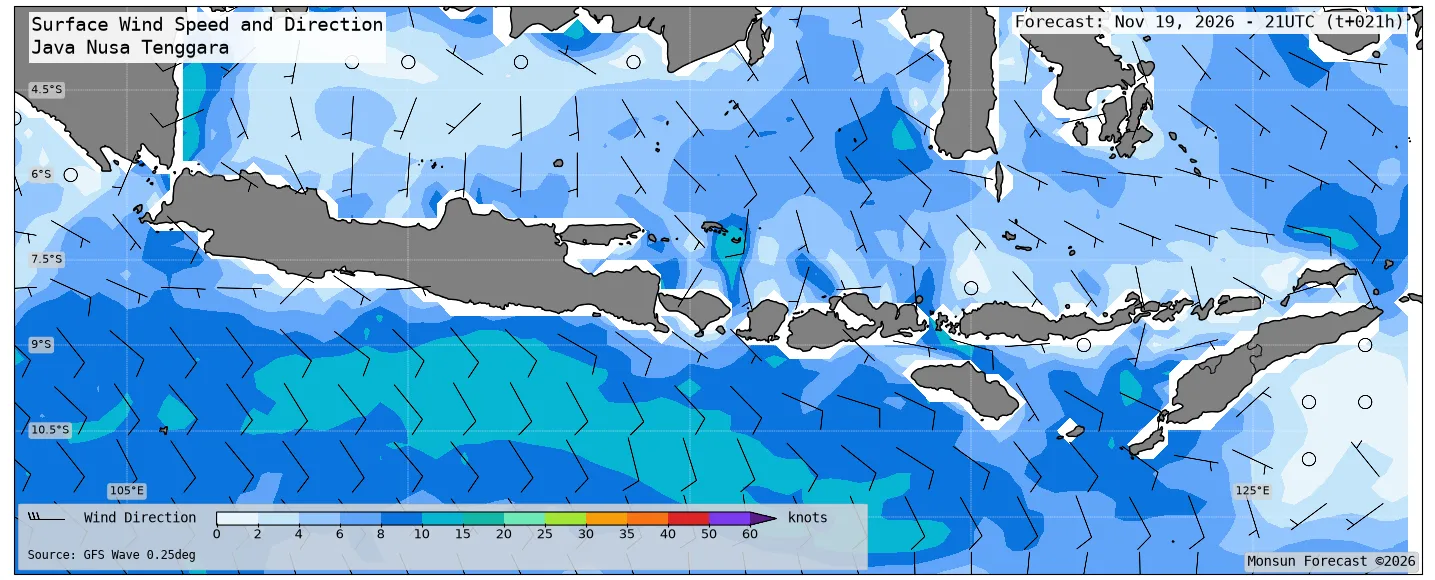 Surface Wind Speed and Direction
Java Nusa Tenggara
Forecast: Nov 19, 2026 - 21UTC (t+021h)
4.5°S
6°S
7.5°S
9°S
10.5°S
105°E
125°E
Wind Direction
0 2 4 6 8 10 15 20 25 30 35 40 50 60
knots
Source: GFS Wave 0.25deg
Monsun Forecast ©2026